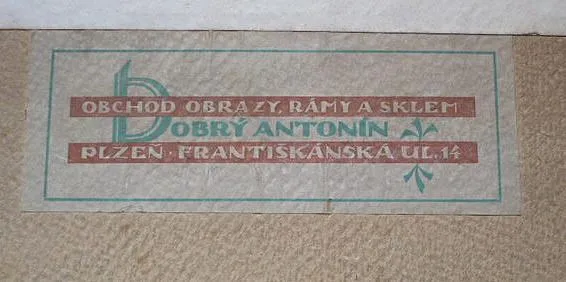 OBCHOD OBRAZY, RÁMY A SKLEM
DOBRÝ ANTONÍN
PLZEŇ · FRANTIŠKÁNSKÁ UL. 14